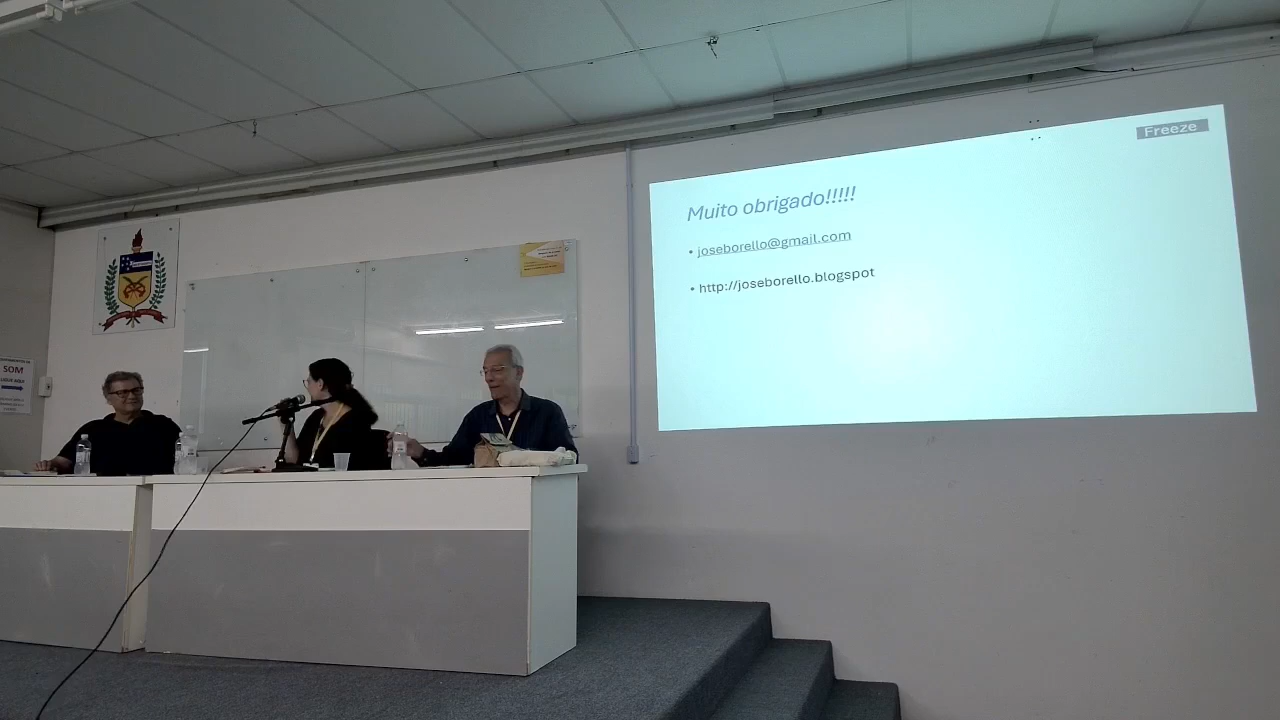 Freeze
Muito obrigado!!!!!
• joseborello@gmail.com
• http://joseborello.blogspot
SOM